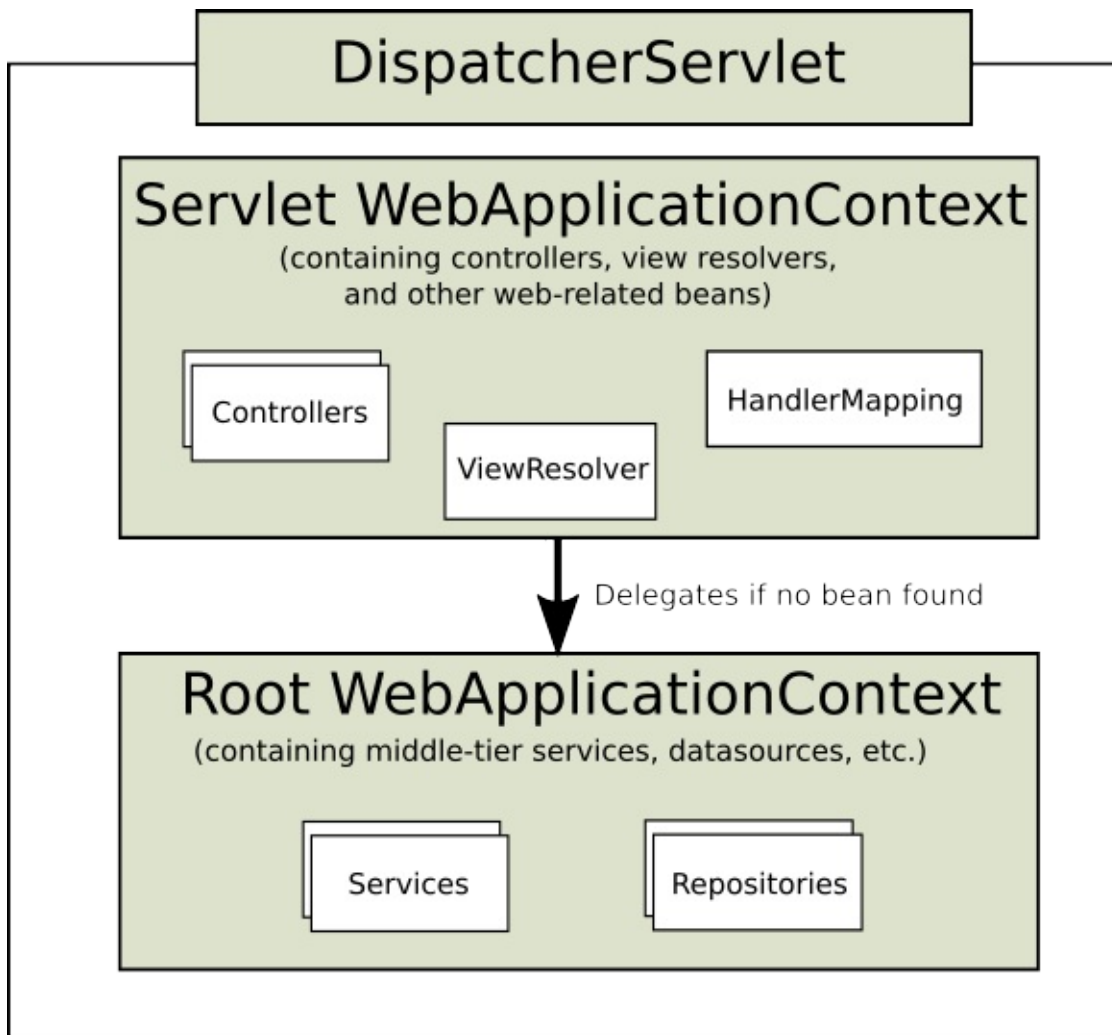 DispatcherServlet
Servlet WebApplicationContext
(containing controllers, view resolvers,
and other web-related beans)
Controllers
HandlerMapping
ViewResolver
Delegates if no bean found
Root WebApplicationContext
(containing middle-tier services, datasources, etc.)
Services
Repositories